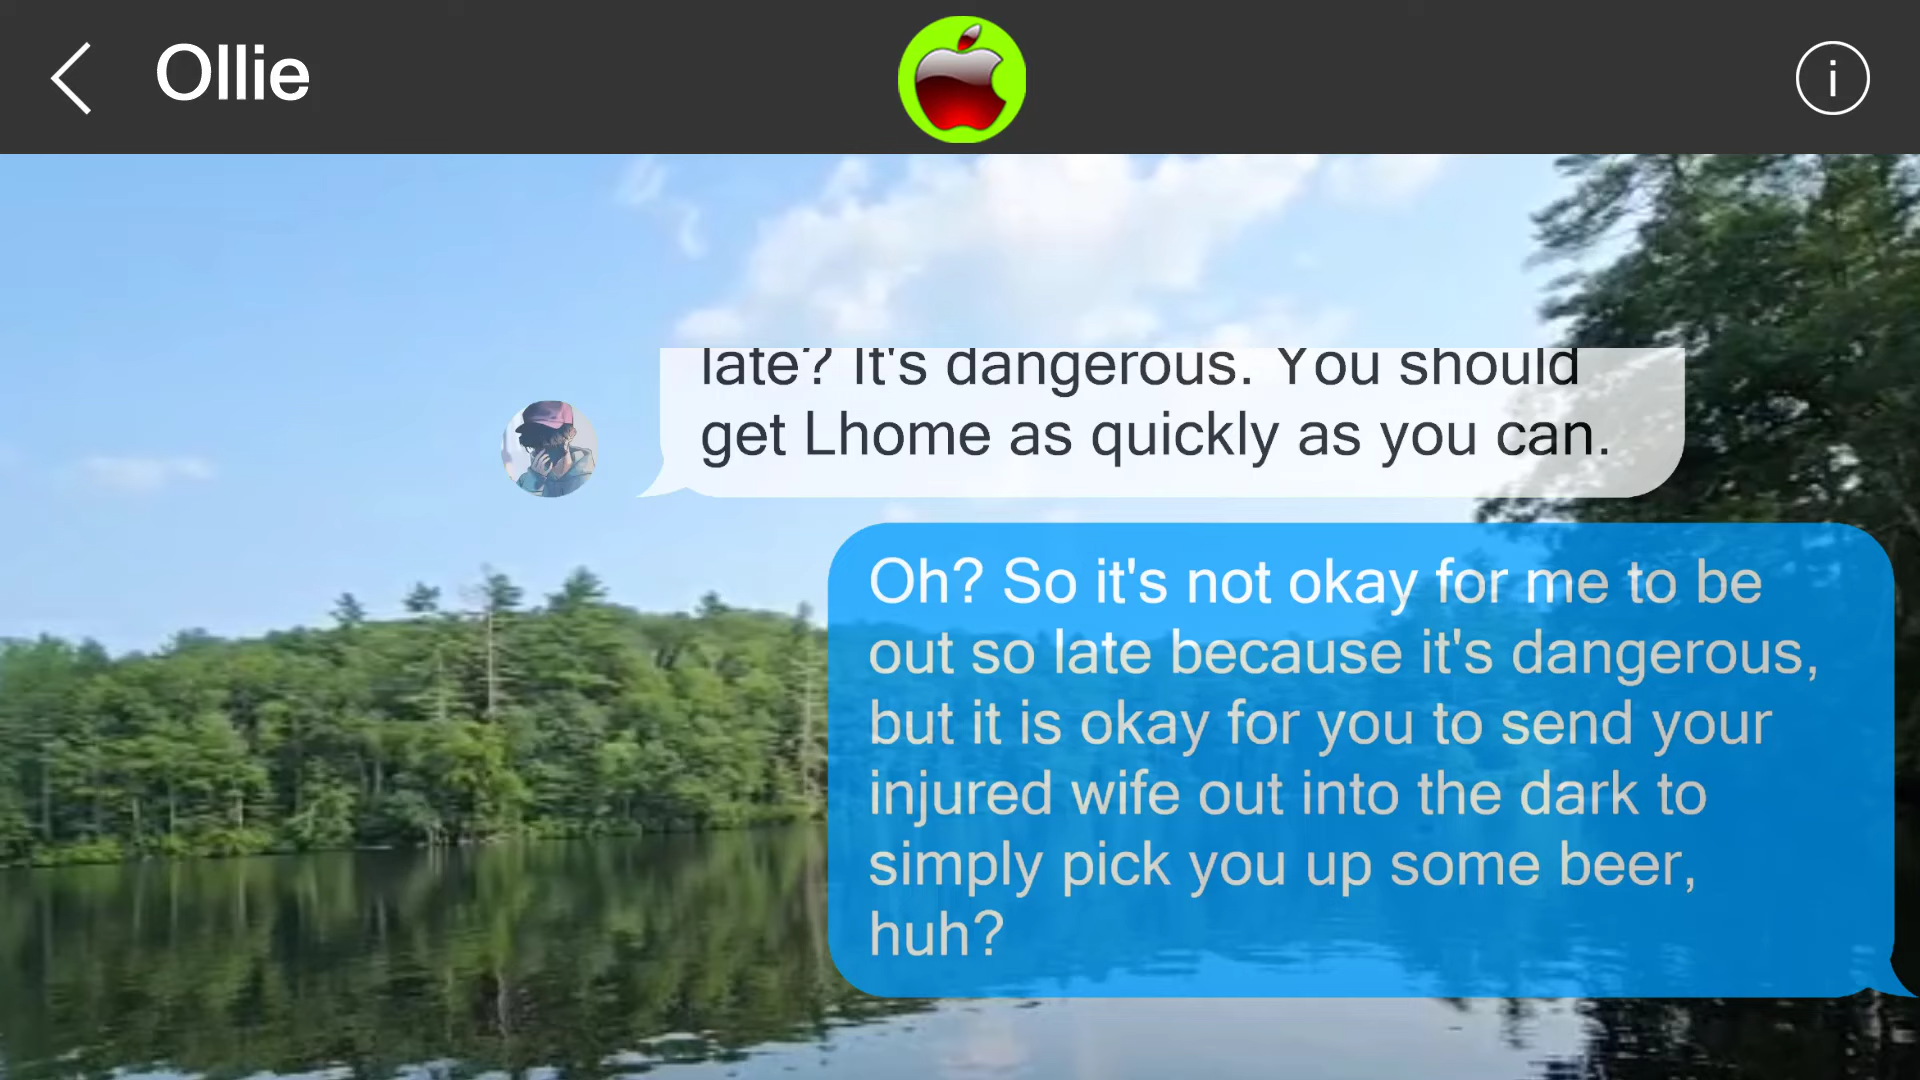 Ollie
i
late? It's dangerous. You should
get Lhome as quickly as you can.
Oh? So it's not okay for me to be
out so late because it's dangerous,
but it is okay for you to send your
injured wife out into the dark to
simply pick you up some beer,
huh?